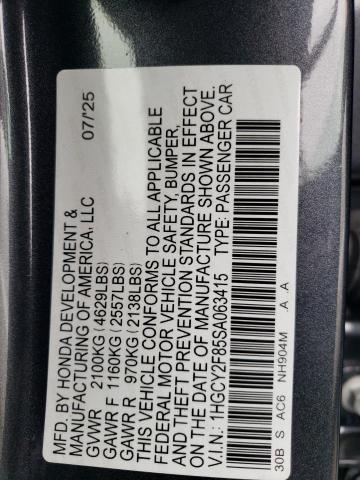 MFD. BY HONDA DEVELOPMENT &
MANUFACTURING OF AMERICA, LLC 07/'25
GVWR 2100KG (4629LBS)
GAWR F 1160KG (2557LBS)
GAWR R 970KG (2138LBS)
THIS VEHICLE CONFORMS TO ALL APPLICABLE
FEDERAL MOTOR VEHICLE SAFETY, BUMPER,
AND THEFT PREVENTION STANDARDS IN EFFECT
ON THE DATE OF MANUFACTURE SHOWN ABOVE.
V.I.N.: 1HGCY2F85SA063415 TYPE: PASSENGER CAR
30B S AC6 NH904M .A .A